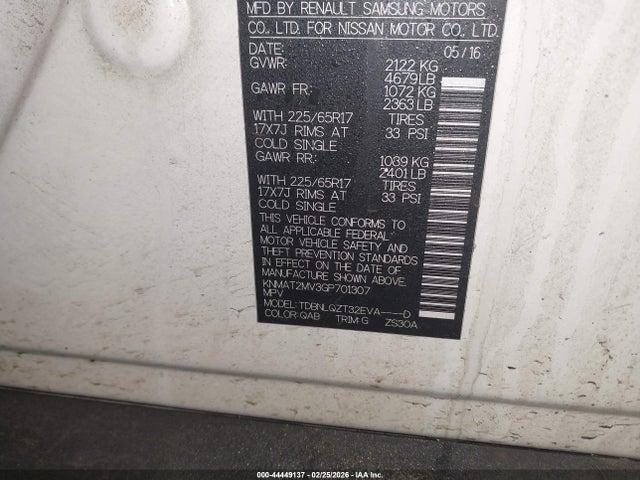 MFD BY RENAULT SAMSUNG MOTORS
CO. LTD. FOR NISSAN MOTOR CO., LTD.
DATE: 05/16
GVWR: 2122 KG
4679 LB
GAWR FR: 1072 KG
2363 LB
WITH 225/65R17 TIRES
17X7J RIMS AT 33 PSI
COLD SINGLE
GAWR RR: 1089 KG
2401 LB
WITH 225/65R17 TIRES
17X7J RIMS AT 33 PSI
COLD SINGLE
THIS VEHICLE CONFORMS TO
ALL APPLICABLE FEDERAL
MOTOR VEHICLE SAFETY AND
THEFT PREVENTION STANDARDS
IN EFFECT ON THE DATE OF
MANUFACTURE SHOWN ABOVE.
KNMAT2MV3GP701307
MPV
MODEL: TDBNLQZT32EVA----D
COLOR: QAB TRIM: G ZS30A
000-44449137 - 02/25/2026 - IAA Inc.